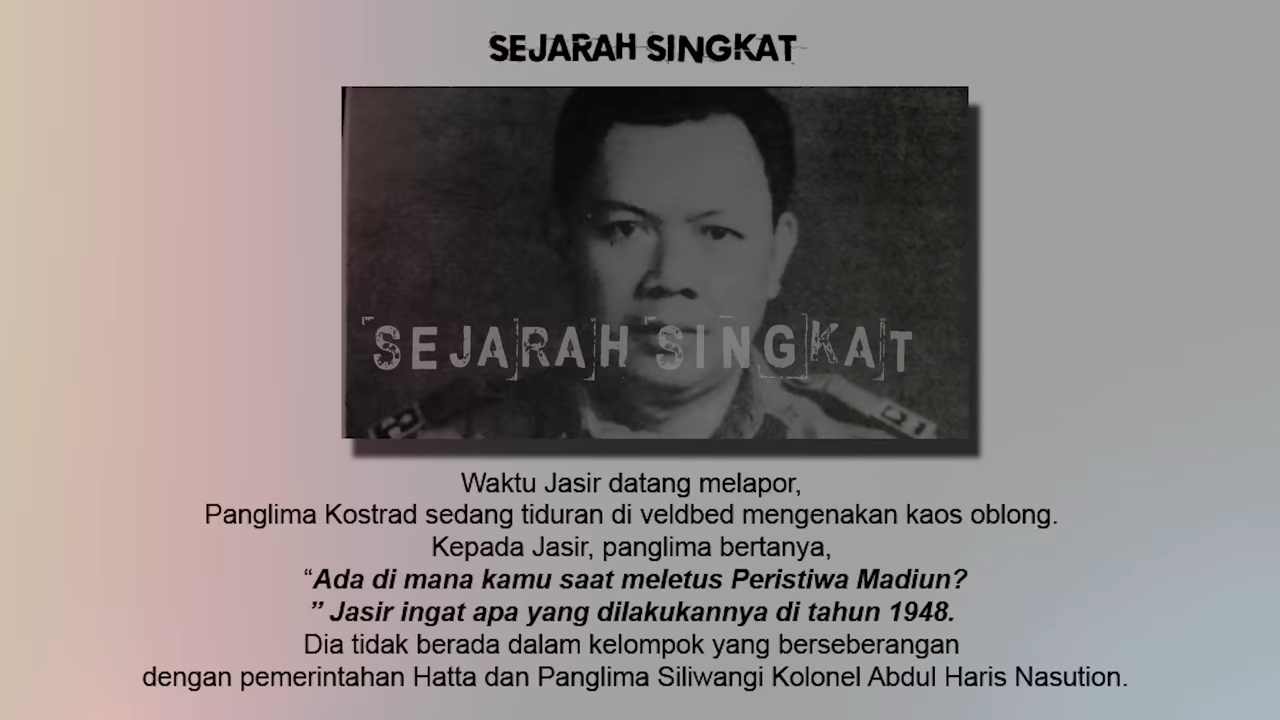 SEJARAH SINGKAT
SEJARAH SINGKAT
Waktu Jasir datang melapor,
Panglima Kostrad sedang tiduran di veldbed mengenakan kaos oblong.
Kepada Jasir, panglima bertanya,
“Ada di mana kamu saat meletus Peristiwa Madiun?
” Jasir ingat apa yang dilakukannya di tahun 1948.
Dia tidak berada dalam kelompok yang berseberangan
dengan pemerintahan Hatta dan Panglima Siliwangi Kolonel Abdul Haris Nasution.